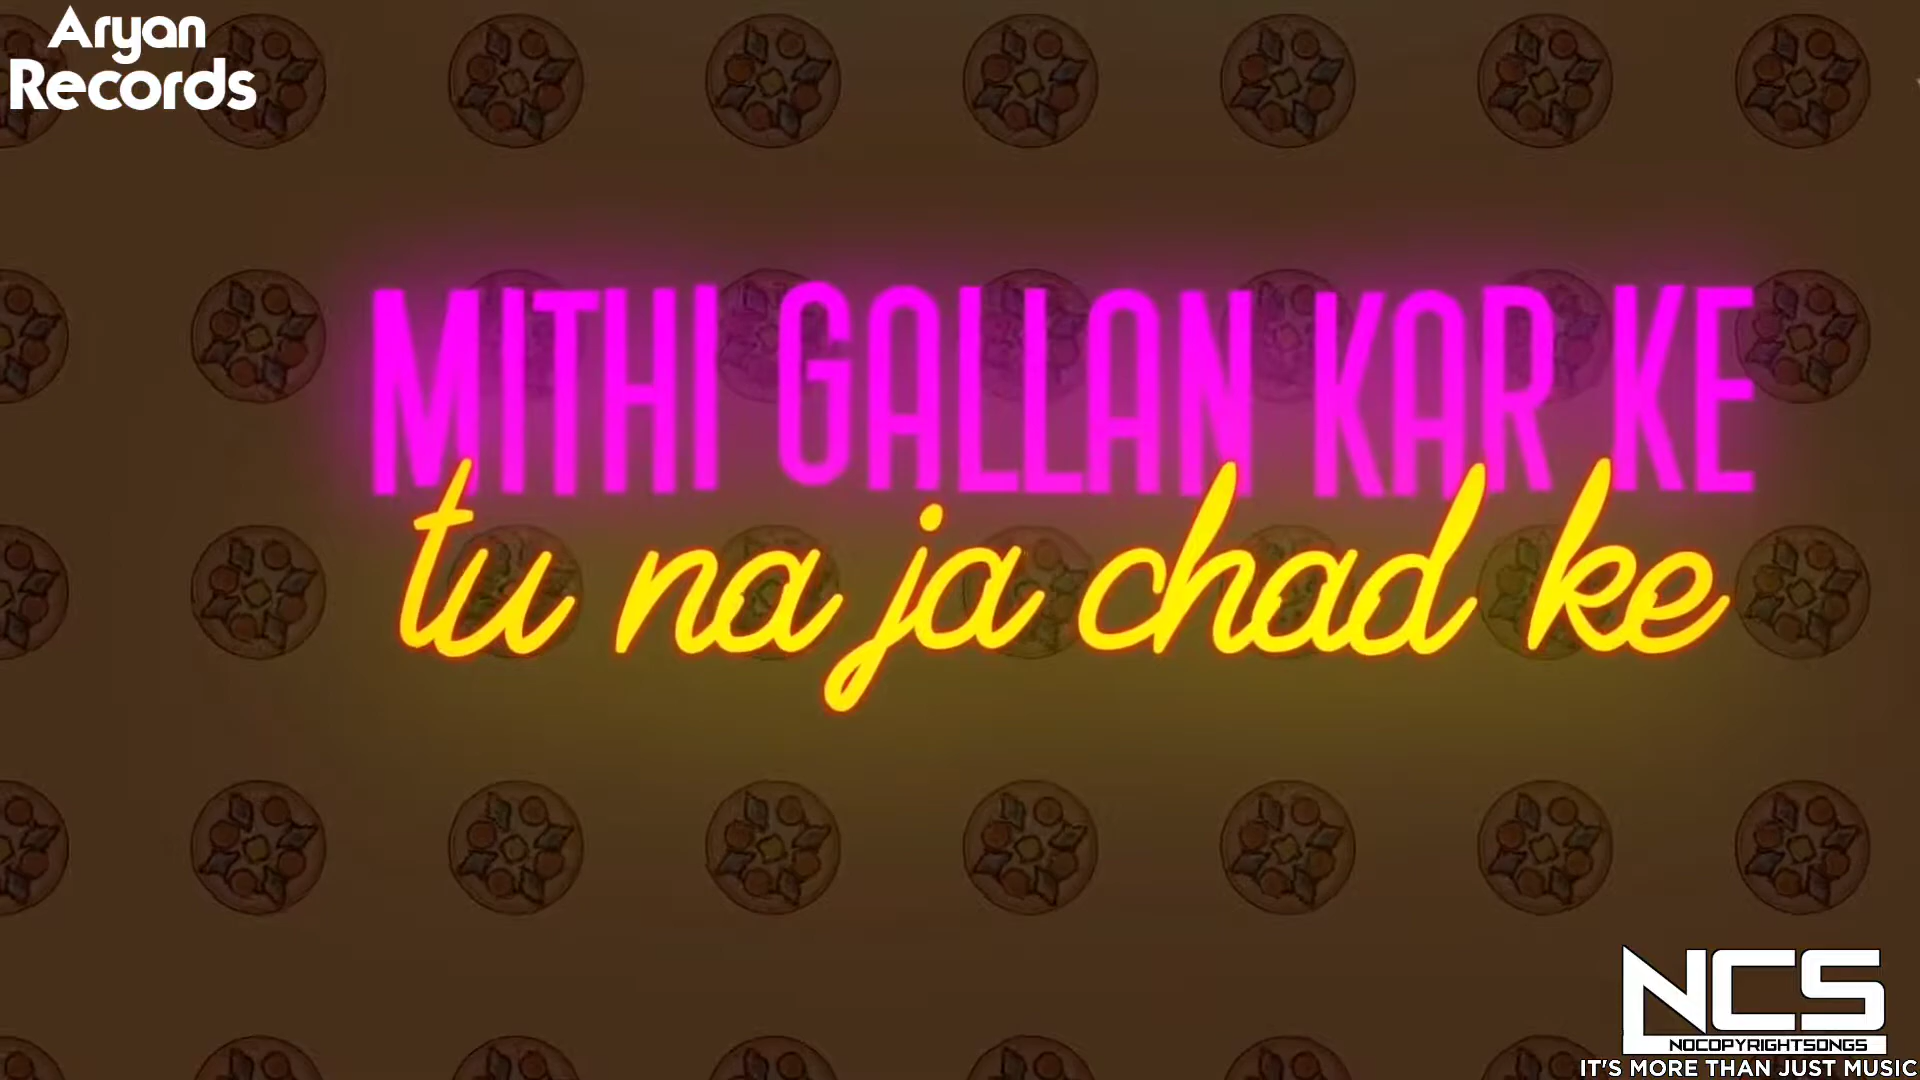 Aryan
Records
MITHI GALLAN KAR KE
tu na ja chad ke
NCS
NOCOPYRIGHTSONGS
IT'S MORE THAN JUST MUSIC